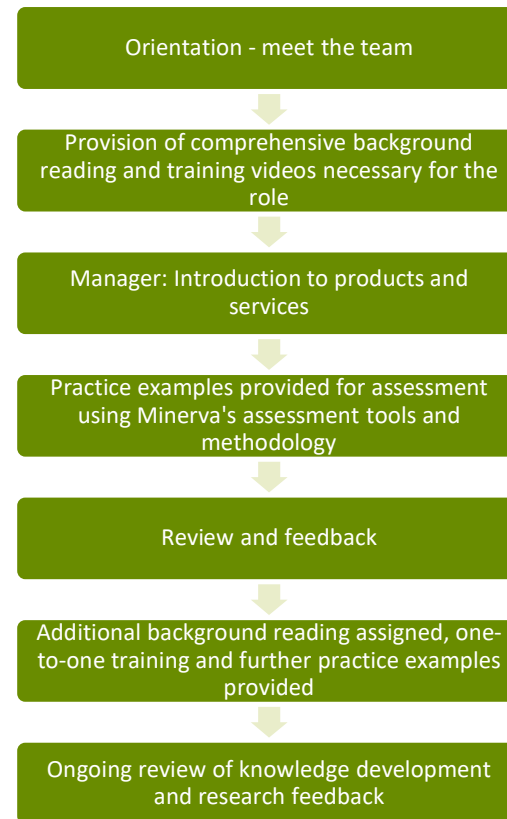 Orientation - meet the team
Provision of comprehensive background
reading and training videos necessary for the
role
Manager: Introduction to products and
services
Practice examples provided for assessment
using Minerva's assessment tools and
methodology
Review and feedback
Additional background reading assigned, one-
to-one training and further practice examples
provided
Ongoing review of knowledge development
and research feedback